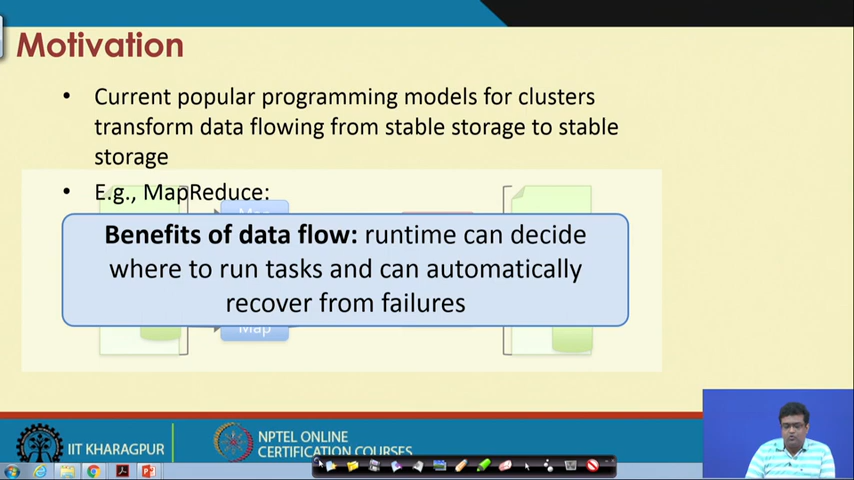 Motivation
• Current popular programming models for clusters
transform data flowing from stable storage to stable
storage
• E.g., MapReduce:
Benefits of data flow: runtime can decide
where to run tasks and can automatically
recover from failures
Map
IIT KHARAGPUR
NPTEL ONLINE
CERTIFICATION COURSES